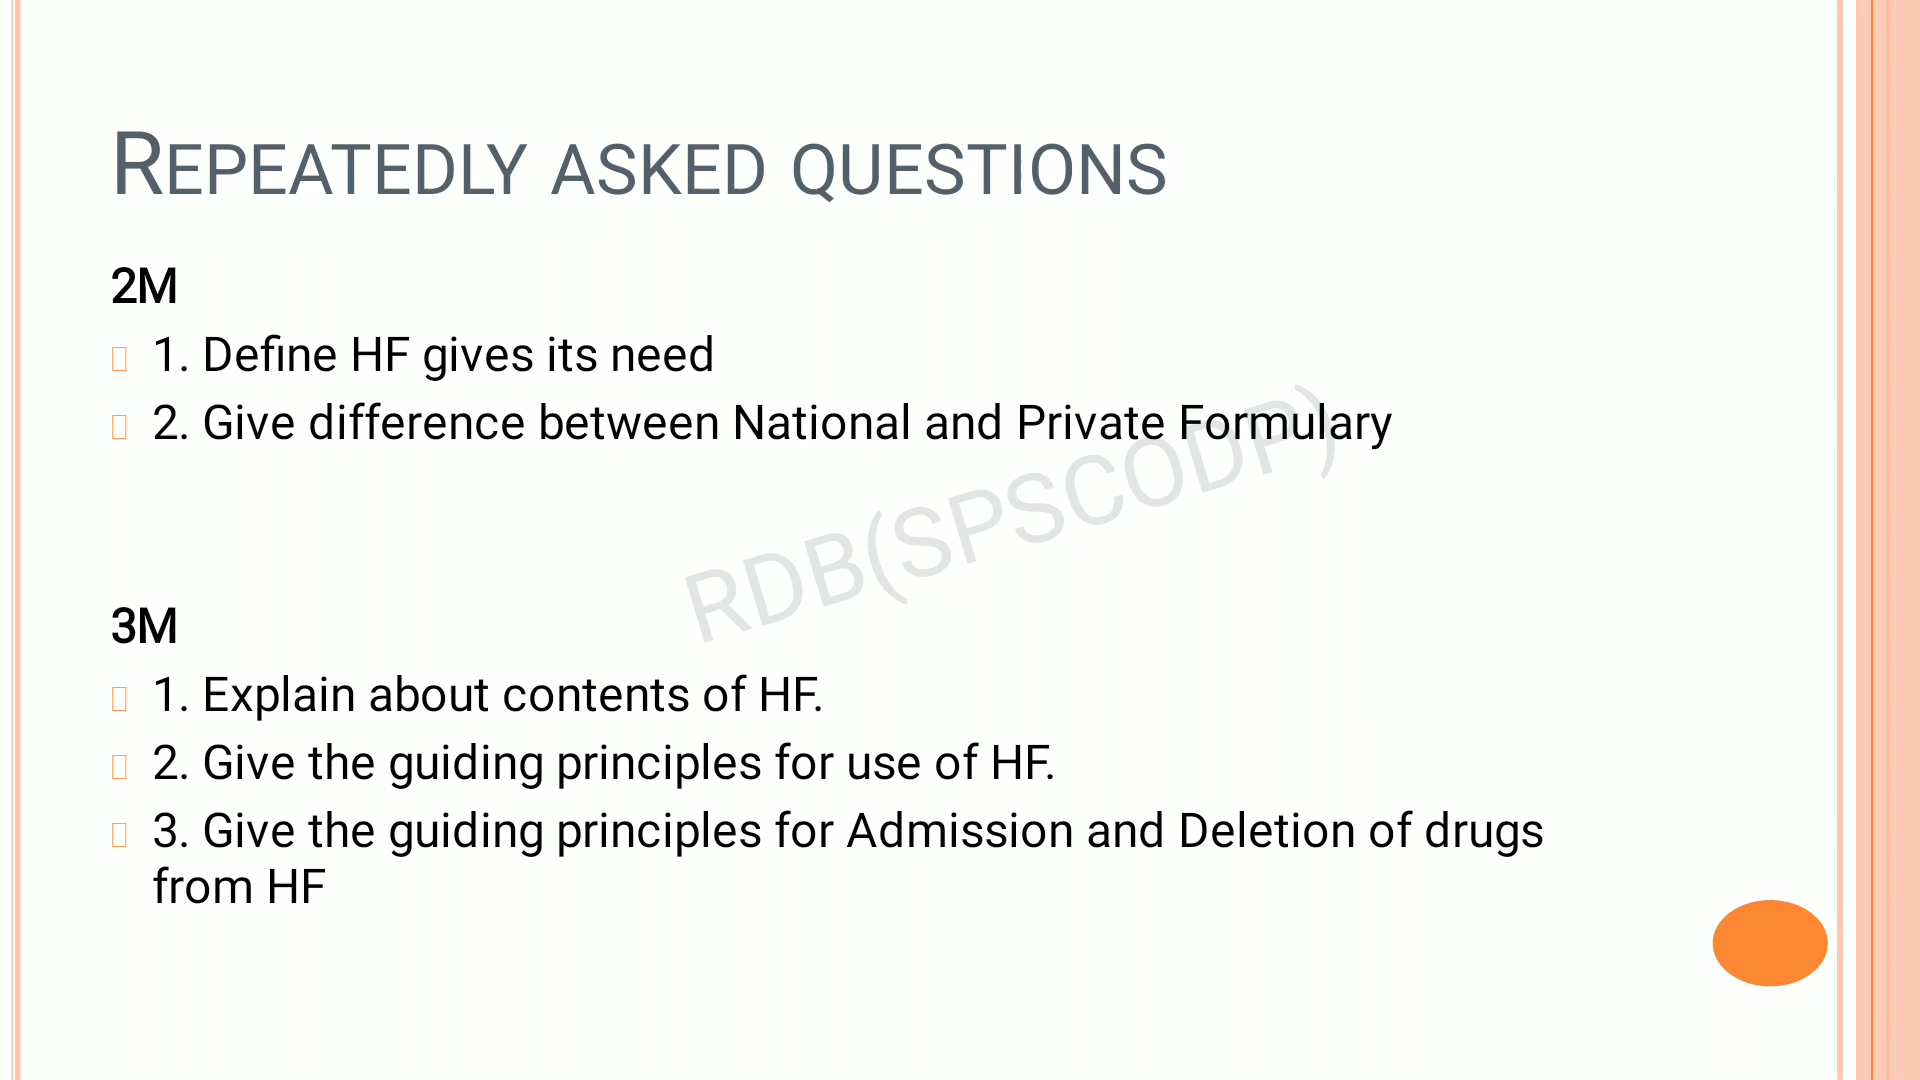 REPEATEDLY ASKED QUESTIONS
2M
1. Define HF gives its need
2. Give difference between National and Private Formulary
RDB(SPSCODP)
3M
1. Explain about contents of HF.
2. Give the guiding principles for use of HF.
3. Give the guiding principles for Admission and Deletion of drugs
from HF